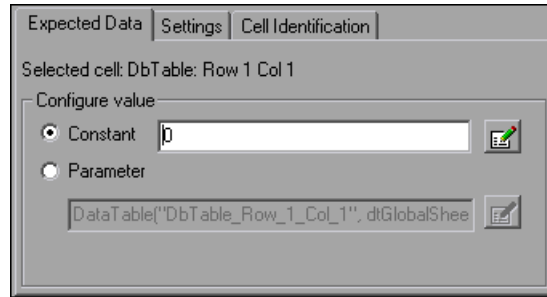 Expected Data Settings Cell Identification
Selected cell: DbTable: Row 1 Col 1
Configure value
Constant 0
Parameter
DataTable("DbTable_Row_1_Col_1", dtGlobalShee